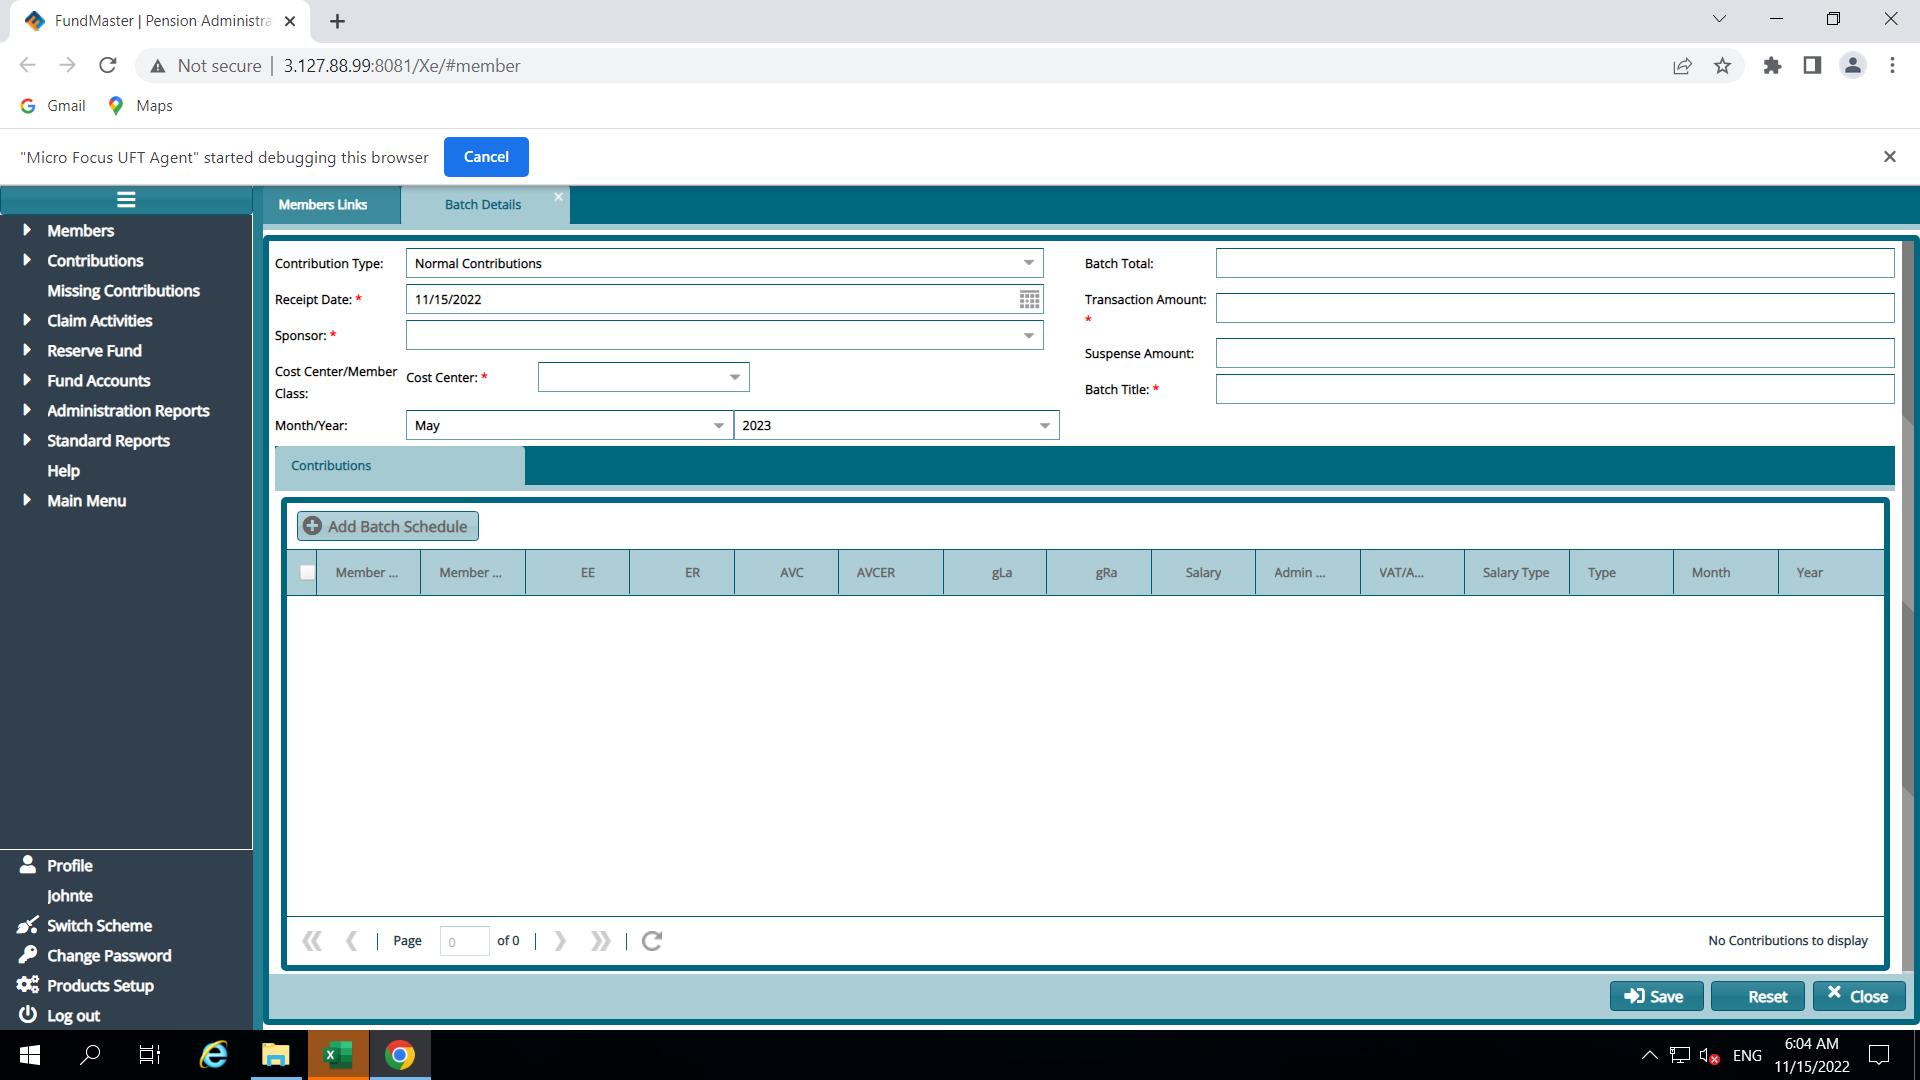 FundMaster | Pension Administra
Not secure | 3.127.88.99:8081/Xe/#member
Gmail
Maps
"Micro Focus UFT Agent" started debugging this browser
Cancel
Members
Contributions
Missing Contributions
Claim Activities
Reserve Fund
Fund Accounts
Administration Reports
Standard Reports
Help
Main Menu
Profile
Johnte
Switch Scheme
Change Password
Products Setup
Log out
Members Links
Batch Details
Contribution Type: Normal Contributions
Receipt Date: * 11/15/2022
Sponsor: *
Cost Center/Member Class: Cost Center: *
Month/Year: May 2023
Batch Total:
Transaction Amount: *
Suspense Amount:
Batch Title: *
Contributions
Add Batch Schedule
Member ... Member ... EE ER AVC AVCER gLa gRa Salary Admin ... VAT/A... Salary Type Type Month Year
Page 0 of 0
No Contributions to display
Save Reset Close
ENG
6:04 AM
11/15/2022